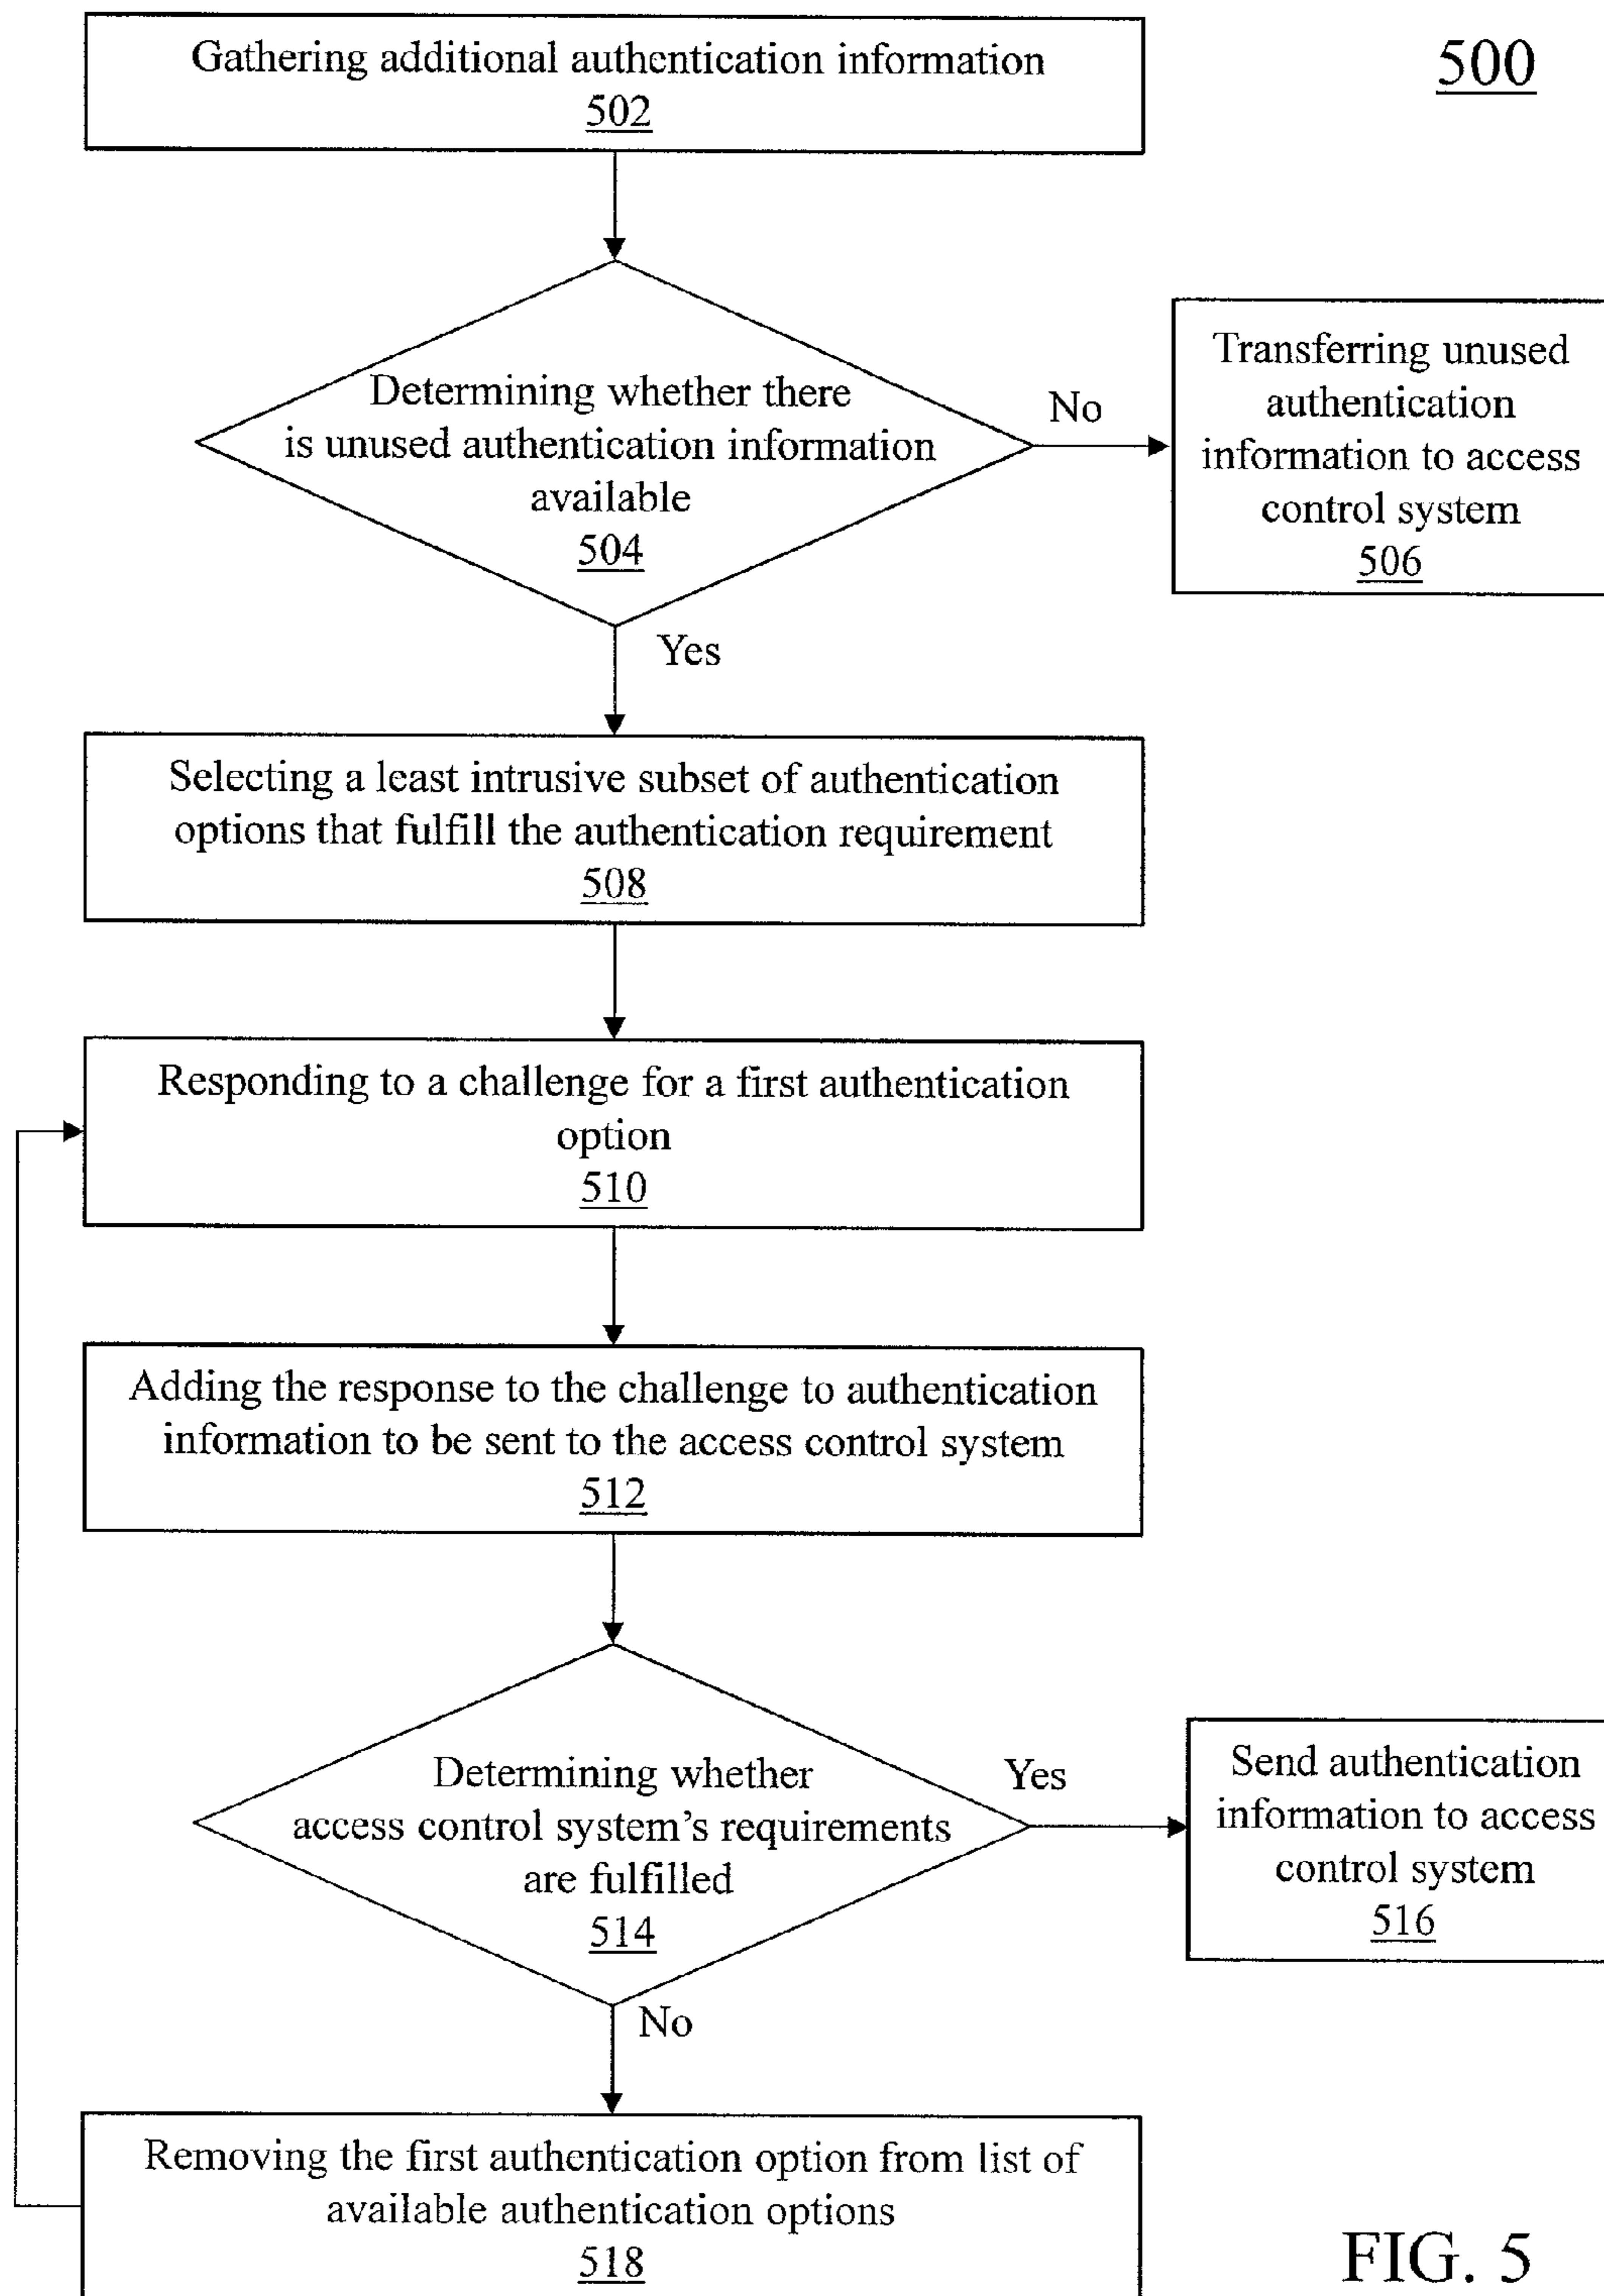 500
Gathering additional authentication information
502
Determining whether there
is unused authentication information
available
504
No
Transferring unused
authentication
information to access
control system
506
Yes
Selecting a least intrusive subset of authentication
options that fulfill the authentication requirement
508
Responding to a challenge for a first authentication
option
510
Adding the response to the challenge to authentication
information to be sent to the access control system
512
Determining whether
access control system's requirements
are fulfilled
514
Yes
Send authentication
information to access
control system
516
No
Removing the first authentication option from list of
available authentication options
518
FIG. 5